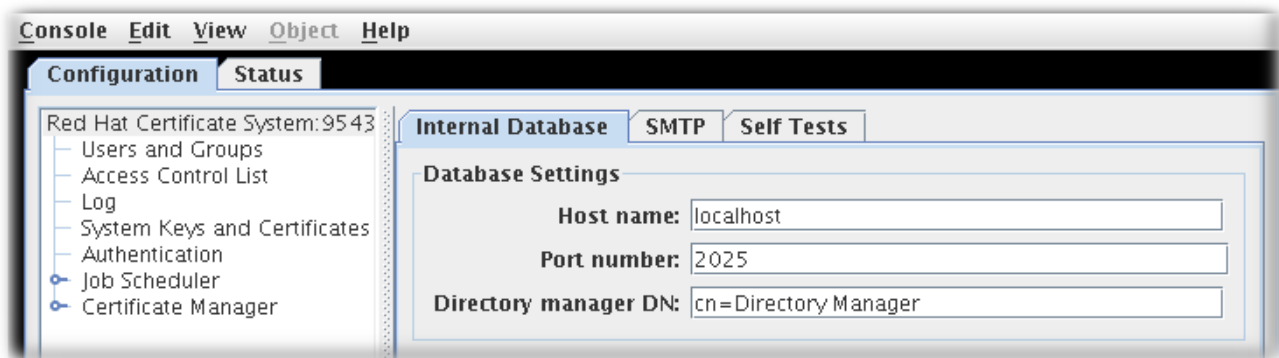 Console Edit View Object Help
Configuration Status
Red Hat Certificate System:9543
Users and Groups
Access Control List
Log
System Keys and Certificates
Authentication
Job Scheduler
Certificate Manager
Internal Database SMTP Self Tests
Database Settings
Host name: localhost
Port number: 2025
Directory manager DN: cn=Directory Manager